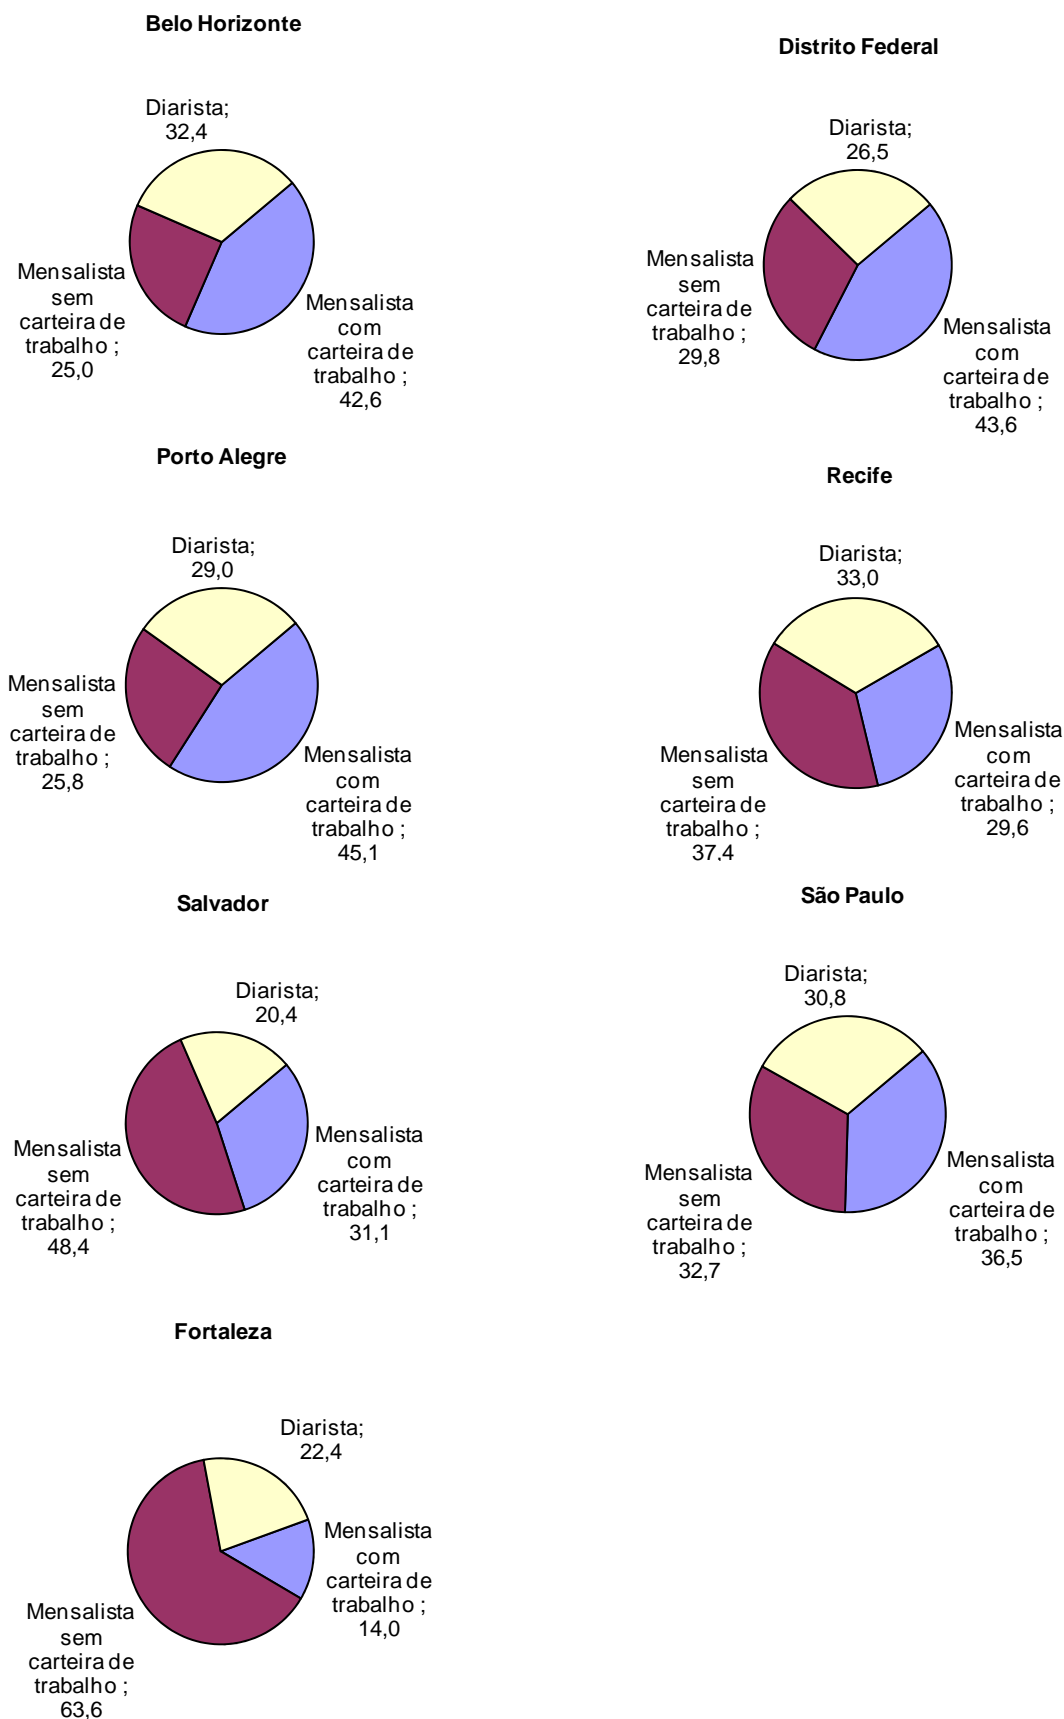 Belo Horizonte
Diarista;
32,4
Mensalista
sem
carteira de
trabalho ;
25,0
Mensalista
com
carteira de
trabalho ;
42,6
Distrito Federal
Diarista;
26,5
Mensalista
sem
carteira de
trabalho ;
29,8
Mensalista
com
carteira de
trabalho ;
43,6
Porto Alegre
Diarista;
29,0
Mensalista
sem
carteira de
trabalho ;
25,8
Mensalista
com
carteira de
trabalho ;
45,1
Recife
Diarista;
33,0
Mensalista
sem
carteira de
trabalho ;
37,4
Mensalista
com
carteira de
trabalho ;
29,6
Salvador
Diarista;
20,4
Mensalista
sem
carteira de
trabalho ;
48,4
Mensalista
com
carteira de
trabalho ;
31,1
São Paulo
Diarista;
30,8
Mensalista
sem
carteira de
trabalho ;
32,7
Mensalista
com
carteira de
trabalho ;
36,5
Fortaleza
Diarista;
22,4
Mensalista
com
carteira de
trabalho ;
14,0
Mensalista
sem
carteira de
trabalho ;
63,6